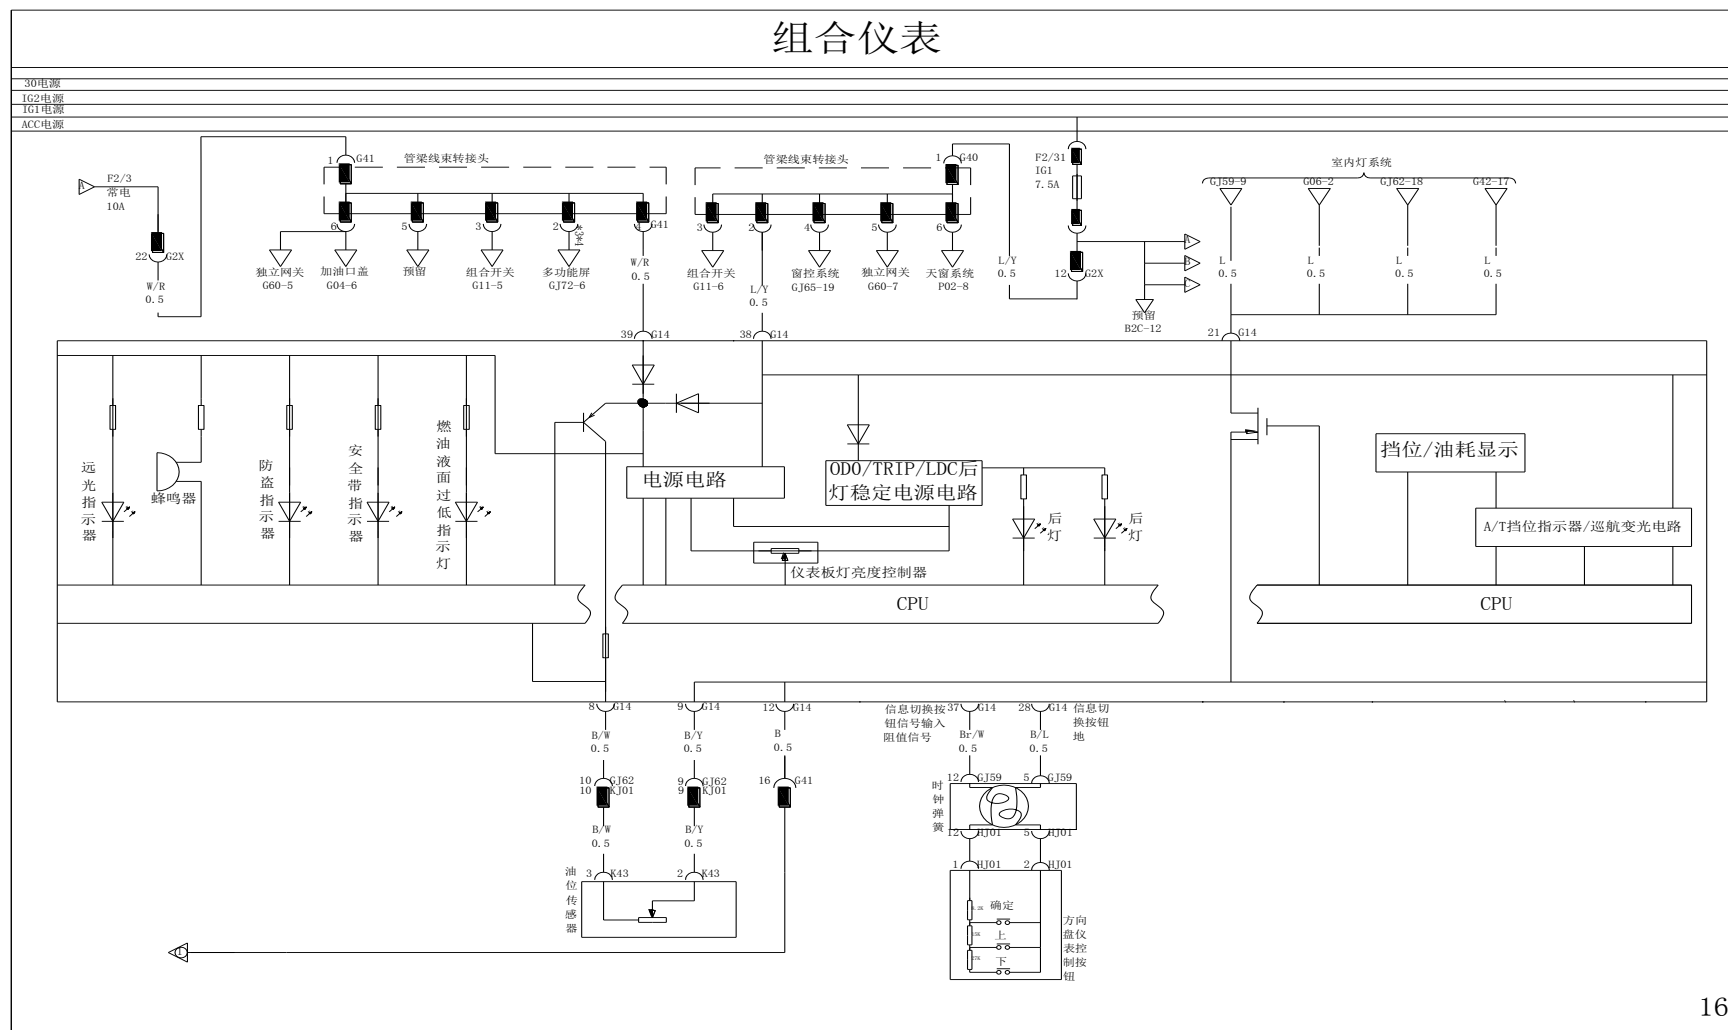 组合仪表
30电源
IG2电源
IG1电源
ACC电源
F2/3
常电
10A
A
22
G2X
W/R
0.5
1
G41
管梁线束转接头
6
5
3
2
4
G41
*3*4
独立网关
G60-5
加油口盖
G04-6
预留
组合开关
G11-5
多功能屏
GJ72-6
W/R
0.5
管梁线束转接头
1
G40
3
2
4
5
6
组合开关
G11-6
L/Y
0.5
窗控系统
GJ65-19
独立网关
G60-7
天窗系统
P02-8
L/Y
0.5
F2/31
IG1
7.5A
12
G2X
A
B
C
预留
B2C-12
室内灯系统
GJ59-9
G06-2
GJ62-18
G42-17
L
0.5
L
0.5
L
0.5
L
0.5
39
G14
38
G14
21
G14
远光指示器
蜂鸣器
防盗指示器
安全带指示器
燃油液面过低指示灯
电源电路
ODO/TRIP/LDC后
灯稳定电源电路
后灯
后灯
仪表板灯亮度控制器
挡位/油耗显示
A/T挡位指示器/巡航变光电路
CPU
CPU
8
G14
9
G14
12
G14
信息切换按
钮信号输入
阻值信号
37
G14
28
G14
信息切
换按钮
地
B/W
0.5
B/Y
0.5
B
0.5
Br/W
0.5
B/L
0.5
10
GJ62
10
KJ01
9
GJ62
9
KJ01
16
G41
12
GJ59
5
GJ59
时钟弹簧
12
HJ01
5
HJ01
B/W
0.5
B/Y
0.5
油位传感器
3
K43
2
K43
1
HJ01
2
HJ01
确定
上
下
方向
盘仪
表控
制按
钮
16